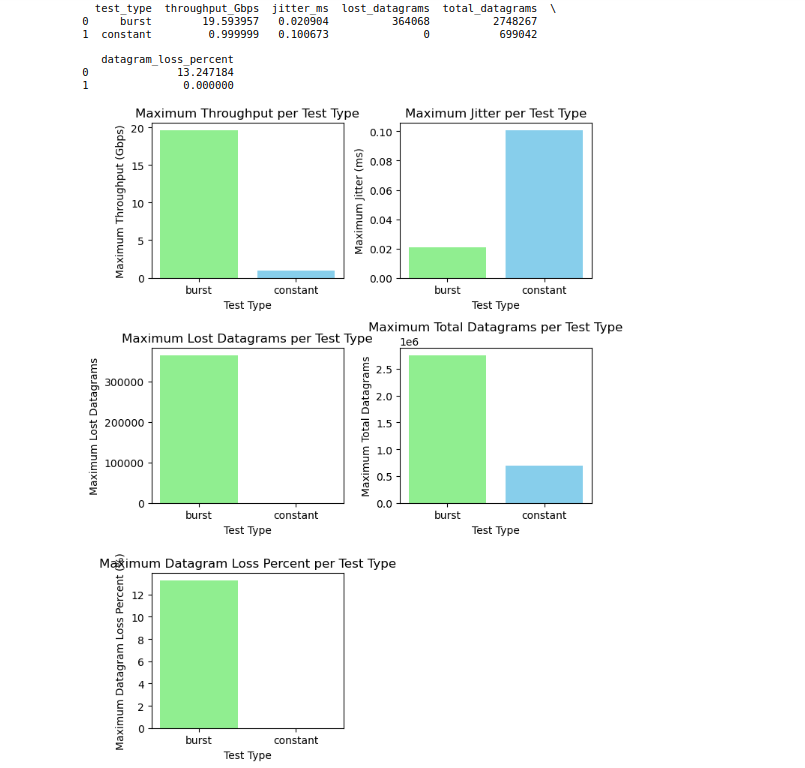 test_type throughput_Gbps jitter_ms lost_datagrams total_datagrams \
0 burst 19.593957 0.020904 364068 2748267
1 constant 0.999999 0.100673 0 699042
datagram_loss_percent
0 13.247184
1 0.000000
Maximum Throughput per Test Type
Maximum Throughput (Gbps)
20
15
10
5
0
burst constant
Test Type
Maximum Jitter per Test Type
Maximum Jitter (ms)
0.10
0.08
0.06
0.04
0.02
0.00
burst constant
Test Type
Maximum Lost Datagrams per Test Type
Maximum Lost Datagrams
300000
200000
100000
0
burst constant
Test Type
Maximum Total Datagrams per Test Type
1e6
Maximum Total Datagrams
2.5
2.0
1.5
1.0
0.5
0.0
burst constant
Test Type
Maximum Datagram Loss Percent per Test Type
Maximum Datagram Loss Percent (%)
12
10
8
6
4
2
0
burst constant
Test Type